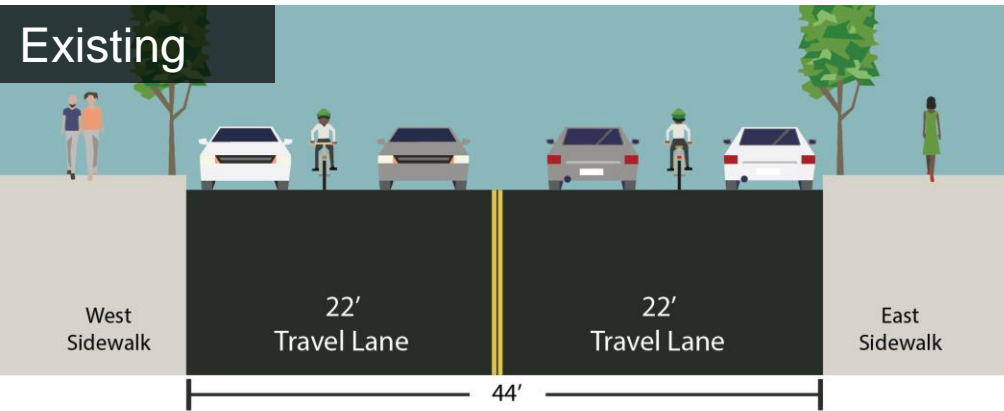 Existing
West
Sidewalk
22′
Travel Lane
22′
Travel Lane
East
Sidewalk
44′